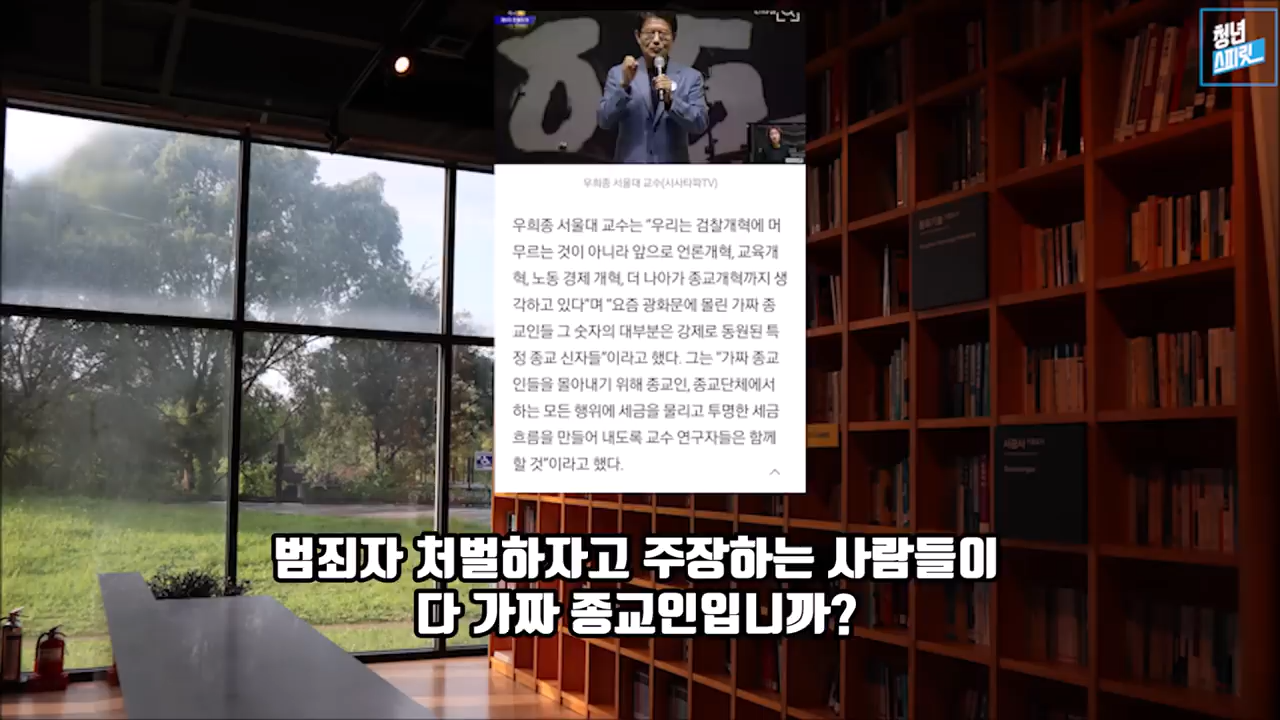 청년
스피릿
우희종 서울대 교수(시사타파TV)
우희종 서울대 교수는 “우리는 검찰개혁에 머
무르는 것이 아니라 앞으로 언론개혁, 교육개
혁, 노동 경제 개혁, 더 나아가 종교개혁까지 생
각하고 있다”며 “요즘 광화문에 몰린 가짜 종
교인들 그 숫자의 대부분은 강제로 동원된 특
정 종교 신자들”이라고 했다. 그는 “가짜 종교
인들을 몰아내기 위해 종교인, 종교단체에서
하는 모든 행위에 세금을 물리고 투명한 세금
흐름을 만들어 내도록 교수 연구자들은 함께
할 것”이라고 했다.
범죄자 처벌하자고 주장하는 사람들이
다 가짜 종교인입니까?